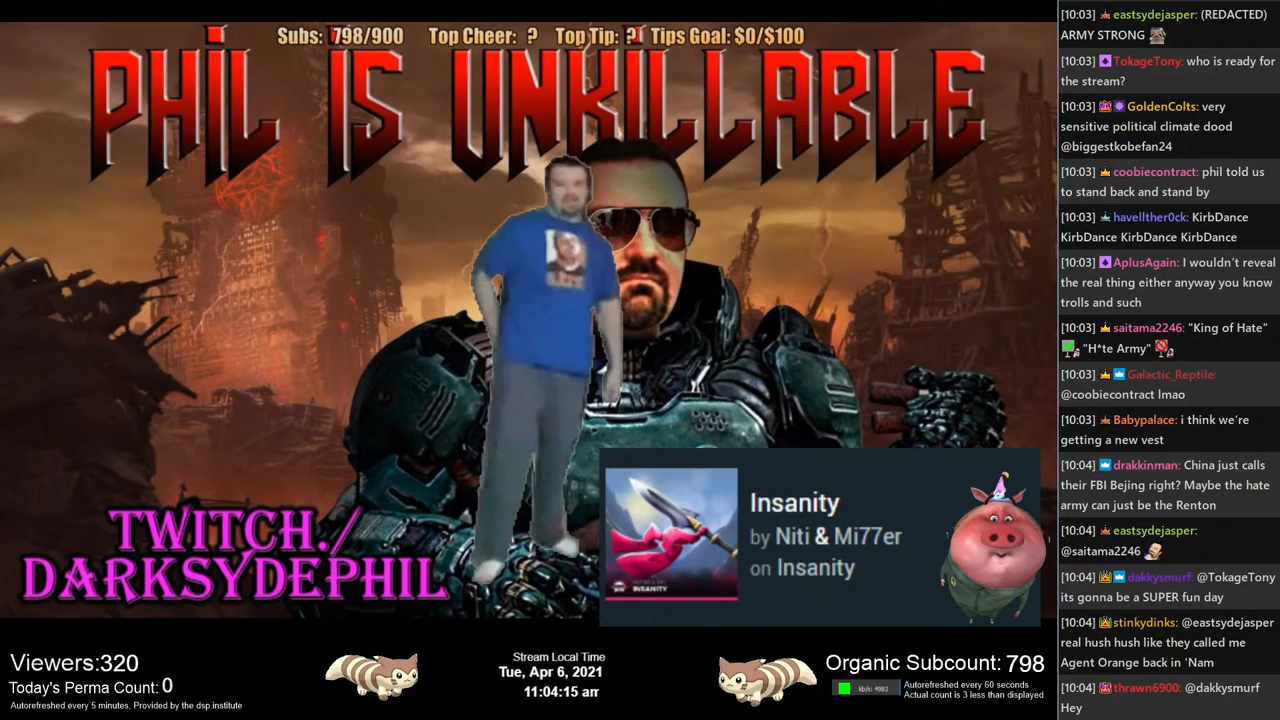 Subs: 798/900 Top Cheer: ? Top Tip: ? Tips Goal: $0/$100
PHIL IS UNKILLABLE
TWITCH./
DARKSYDEPHIL
INSANITY
Insanity
by Niti & Mi77er
on Insanity
Viewers:320
Today's Perma Count: 0
Autorefreshed every 5 minutes. Provided by the dsp.institute
Stream Local Time
Tue, Apr 6, 2021
11:04:15 am
Organic Subcount: 798
kb/s: 4983
Autorefreshed every 60 seconds
Actual count is 3 less than displayed
[10:03] eastsydejasper: (REDACTED)
ARMY STRONG
[10:03] TokageTony: who is ready for
the stream?
[10:03] GoldenColts: very
sensitive political climate dood
@biggestkobefan24
[10:03] coobiecontract: phil told us
to stand back and stand by
[10:03] havellther0ck: KirbDance
KirbDance KirbDance KirbDance
[10:03] AplusAgain: I wouldn't reveal
the real thing either anyway you know
trolls and such
[10:03] saitama2246: "King of Hate"
"H*te Army"
[10:03] Galactic_Reptile:
@coobiecontract lmao
[10:03] Babypalace: i think we're
getting a new vest
[10:04] drakkinman: China just calls
their FBI Bejing right? Maybe the hate
army can just be the Renton
[10:04] eastsydejasper:
@saitama2246
[10:04] dakkysmurf: @TokageTony
its gonna be a SUPER fun day
[10:04] stinkydinks: @eastsydejasper
real hush hush like they called me
Agent Orange back in 'Nam
[10:04] thrawn6900: @dakkysmurf
Hey